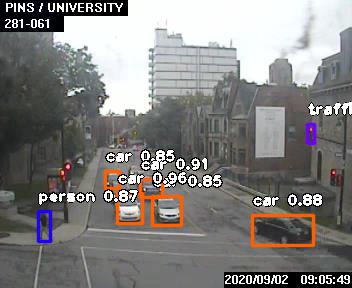 PINS / UNIVERSITY
281-061
traffi
car 0.85
car 0.91
car 0.96
0.85
person 0.87
car 0.88
2020/09/02 09:05:49